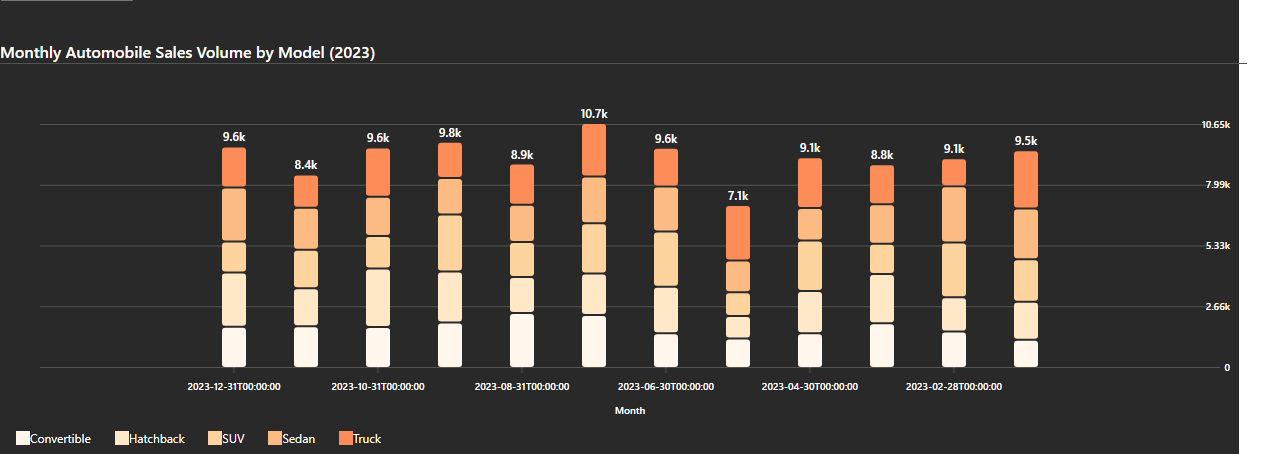 Monthly Automobile Sales Volume by Model (2023)
9.6k
8.4k
9.6k
9.8k
8.9k
10.7k
9.6k
7.1k
9.1k
8.8k
9.1k
9.5k
10.65k
7.99k
5.33k
2.66k
0
2023-12-31T00:00:00 2023-10-31T00:00:00 2023-08-31T00:00:00 2023-06-30T00:00:00 2023-04-30T00:00:00 2023-02-28T00:00:00
Month
Convertible Hatchback SUV Sedan Truck